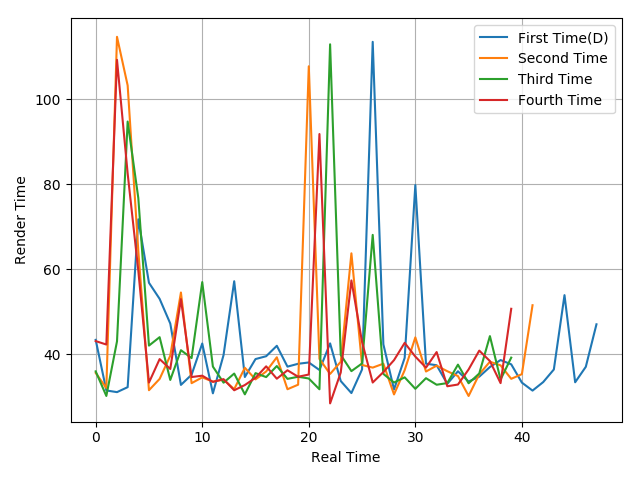 First Time(D)
Second Time
Third Time
Fourth Time
100
80
60
40
Render Time
0 10 20 30 40
Real Time